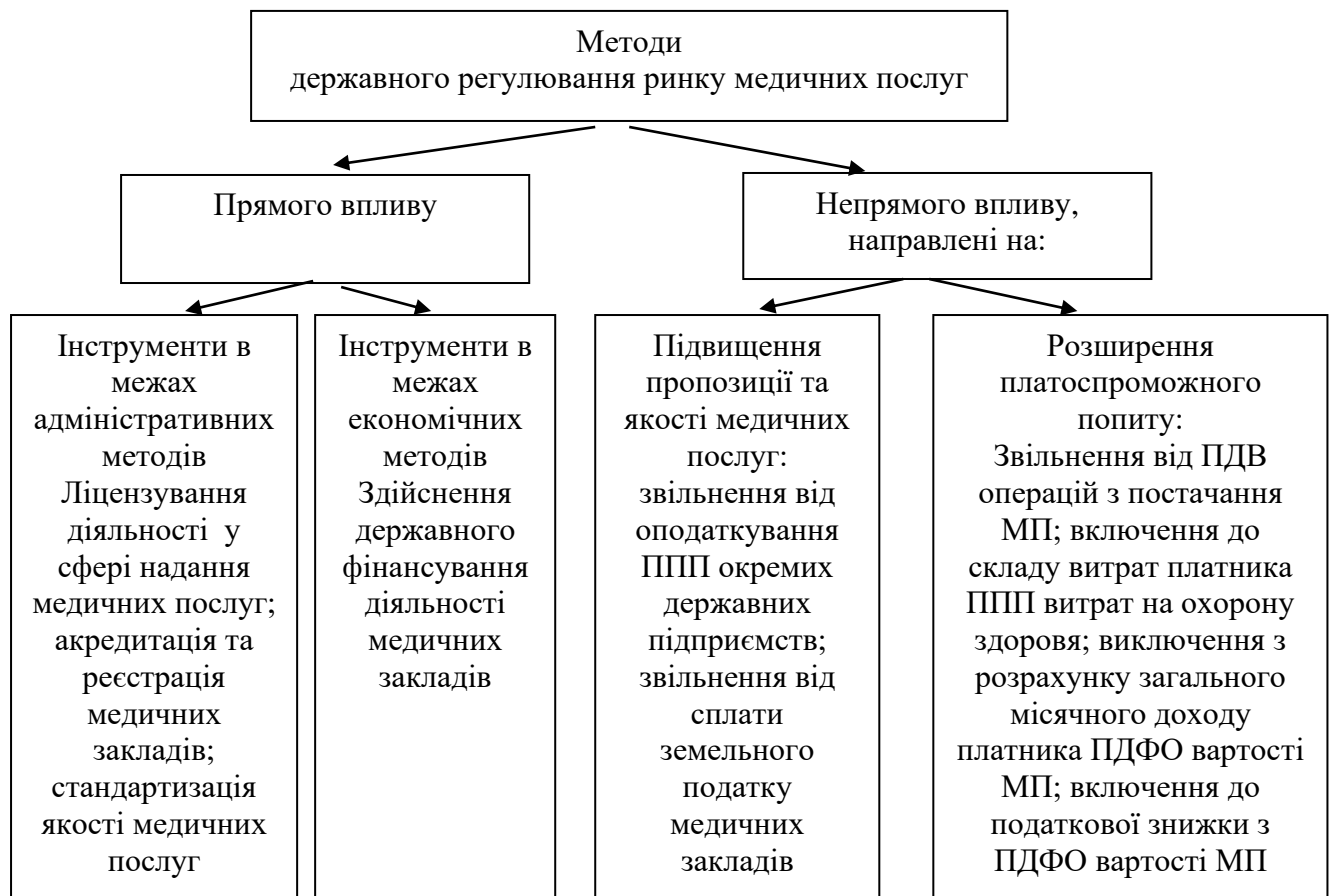 Методи
державного регулювання ринку медичних послуг
Прямого впливу
Непрямого впливу,
направлені на:
Інструменти в
межах
адміністративних
методів
Ліцензування
діяльності у
сфері надання
медичних послуг;
акредитація та
реєстрація
медичних
закладів;
стандартизація
якості медичних
послуг
Інструменти в
межах
економічних
методів
Здійснення
державного
фінансування
діяльності
медичних
закладів
Підвищення
пропозиції та
якості медичних
послуг:
звільнення від
оподаткування
ППП окремих
державних
підприємств;
звільнення від
сплати
земельного
податку
медичних
закладів
Розширення
платоспроможного
попиту:
Звільнення від ПДВ
операцій з постачання
МП; включення до
складу витрат платника
ППП витрат на охорону
здоровя; виключення з
розрахунку загального
місячного доходу
платника ПДФО вартості
МП; включення до
податкової знижки з
ПДФО вартості МП